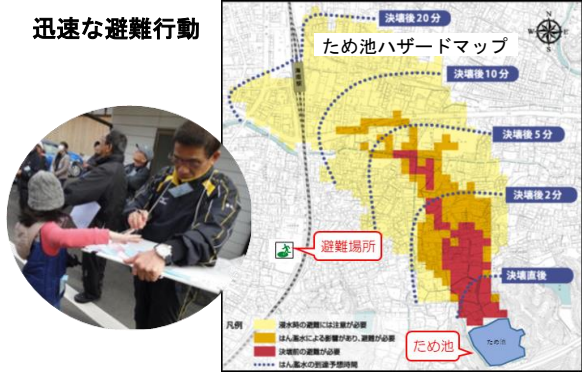 迅速な避難行動
決壊後20分
N
ため池ハザードマップ
W
E
S
決壊後10分
決壊後5分
決壊後2分
避難場所
決壊直後
凡例
浸水時の避難には注意が必要
はん濫水による影響があり、避難が必要
決壊前の避難が必要
はん濫水の到達予想時間
ため池
ため池